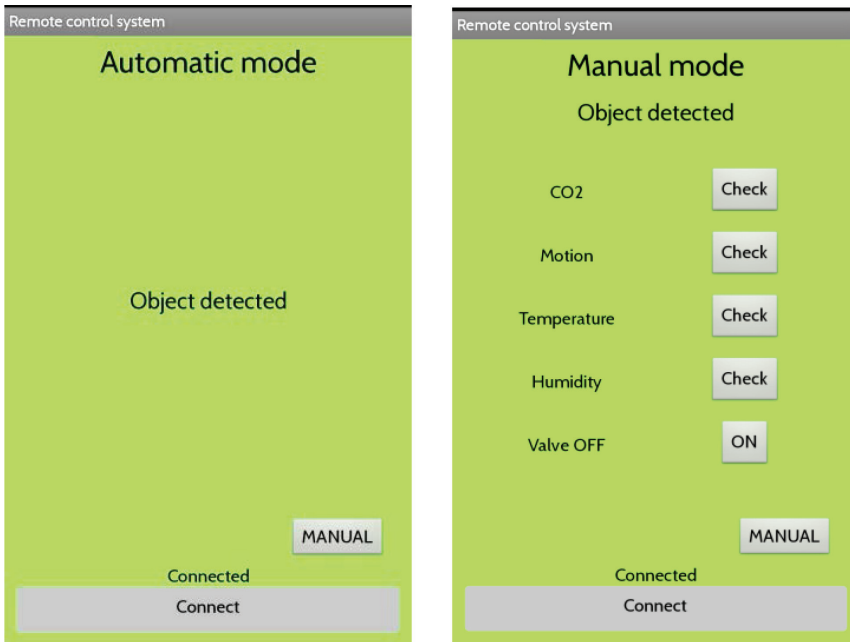 Remote control system
Automatic mode
Object detected
MANUAL
Connected
Connect
Remote control system
Manual mode
Object detected
CO2 Check
Motion Check
Temperature Check
Humidity Check
Valve OFF ON
MANUAL
Connected
Connect